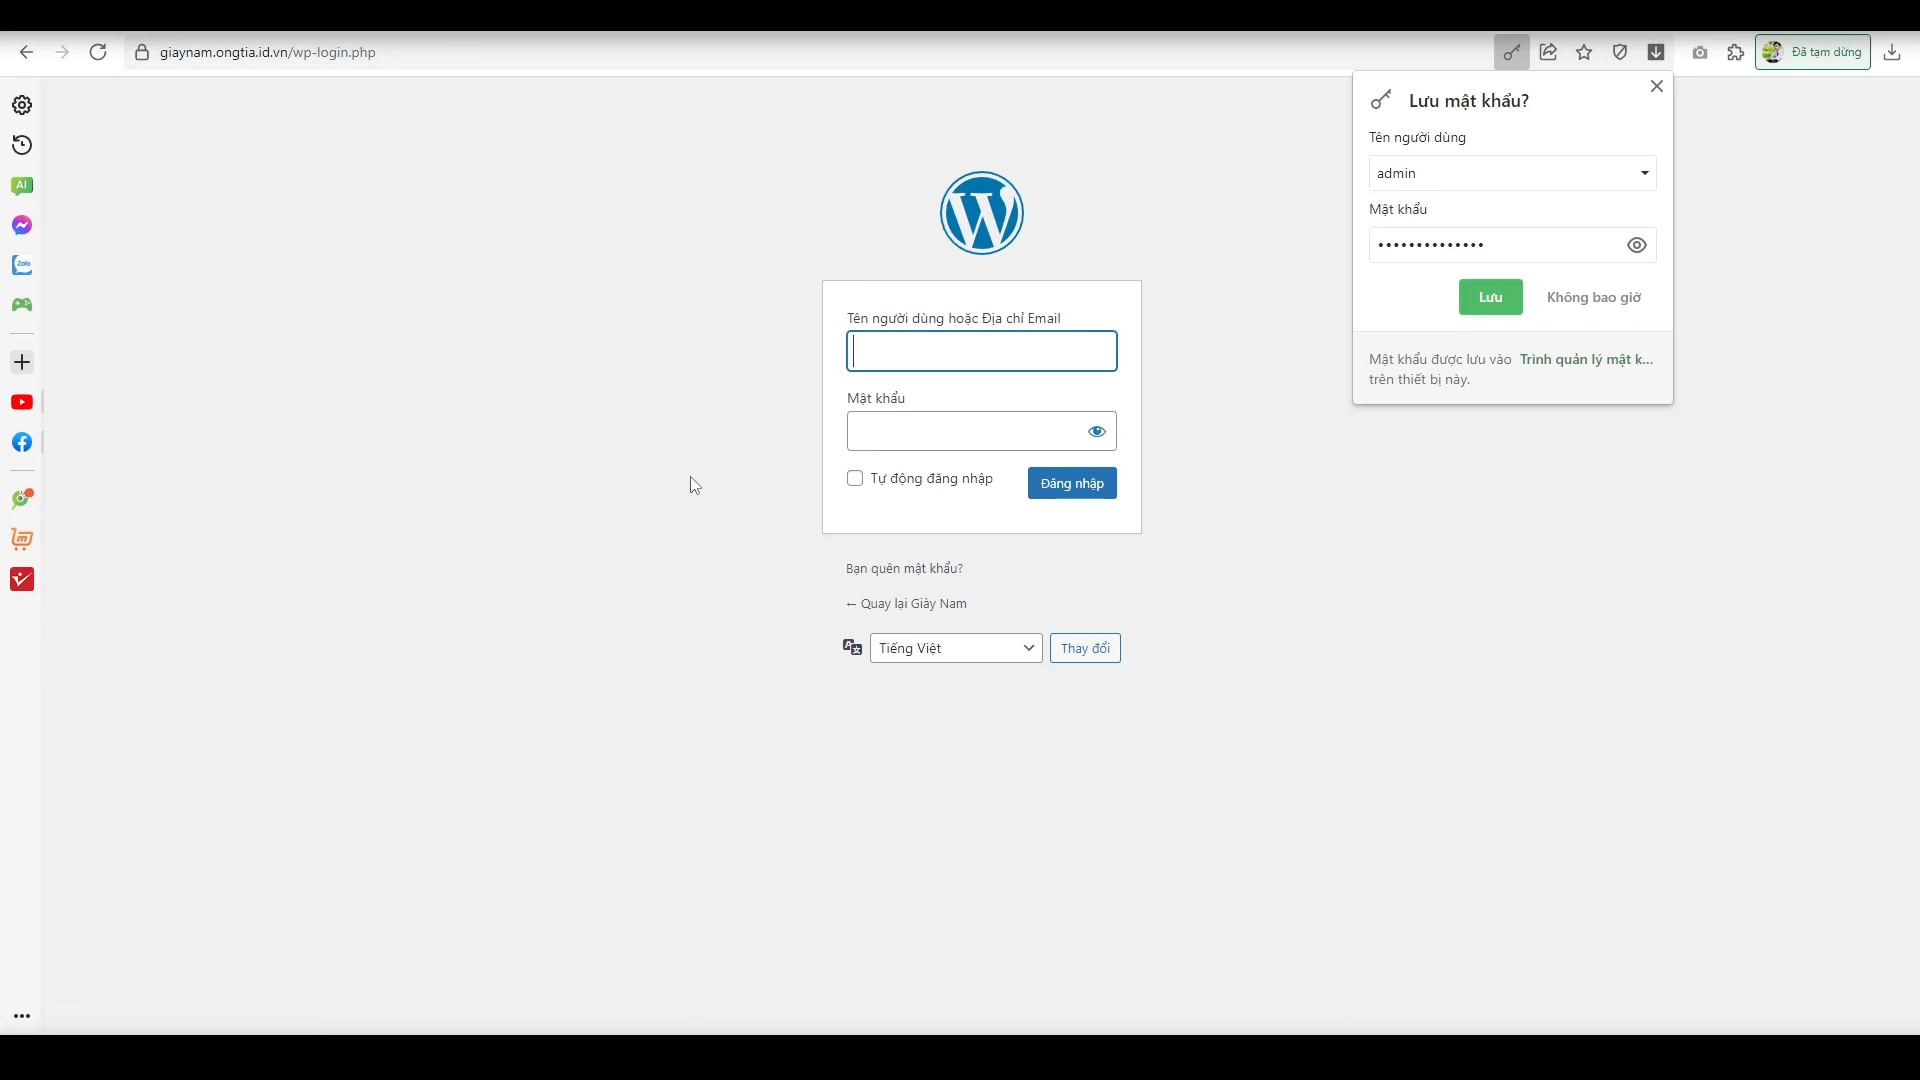 giaynam.ongtia.id.vn/wp-login.php
Đã tạm dừng
AI
Zalo
Lưu mật khẩu?
Tên người dùng
admin
Mật khẩu
••••••••••••••
Lưu
Không bao giờ
Mật khẩu được lưu vào Trình quản lý mật k...
trên thiết bị này.
Tên người dùng hoặc Địa chỉ Email
Mật khẩu
Tự động đăng nhập
Đăng nhập
Bạn quên mật khẩu?
← Quay lại Giày Nam
Tiếng Việt
Thay đổi